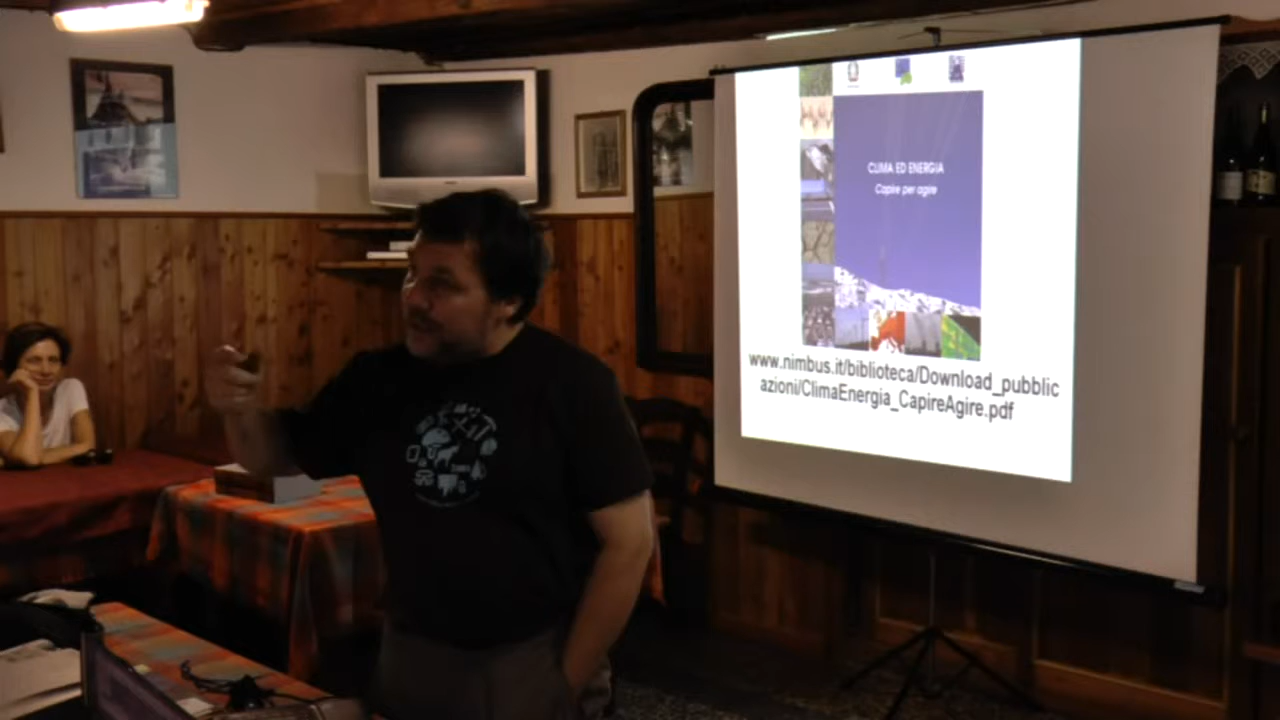 CLIMA ED ENERGIA
Capire per agire
www.nimbus.it/biblioteca/Download_pubblic
azioni/ClimaEnergia_CapireAgire.pdf